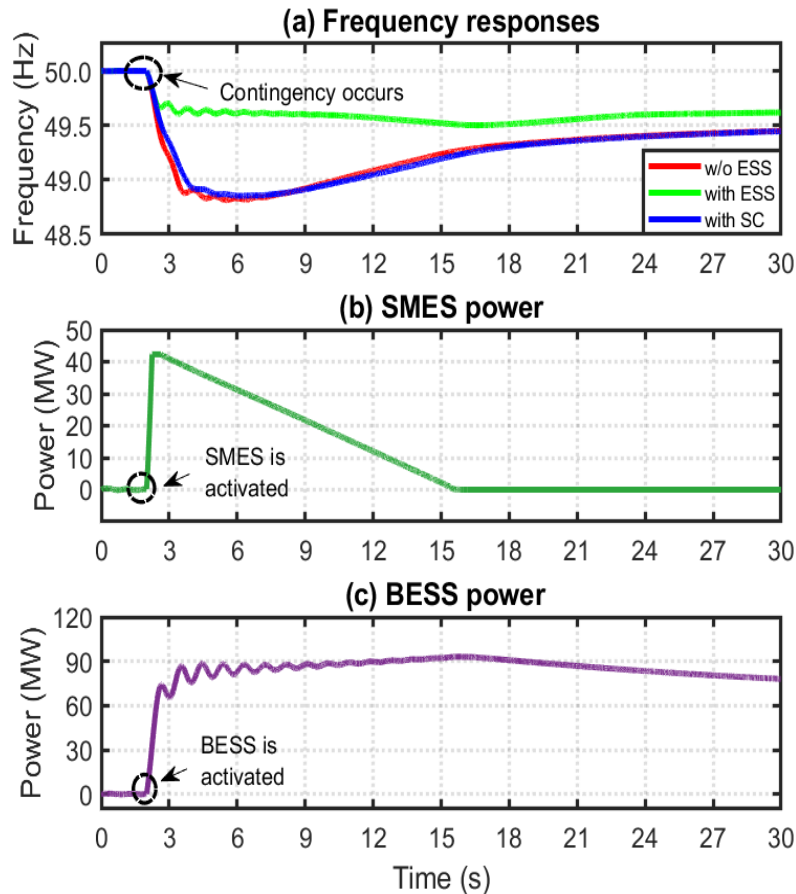 (a) Frequency responses
Frequency (Hz)
50.0
49.5
49.0
48.5
Contingency occurs
w/o ESS
with ESS
with SC
0 3 6 9 12 15 18 21 24 27 30
(b) SMES power
Power (MW)
50
40
30
20
10
0
SMES is
activated
0 3 6 9 12 15 18 21 24 27 30
(c) BESS power
Power (MW)
120
90
60
30
0
BESS is
activated
0 3 6 9 12 15 18 21 24 27 30
Time (s)